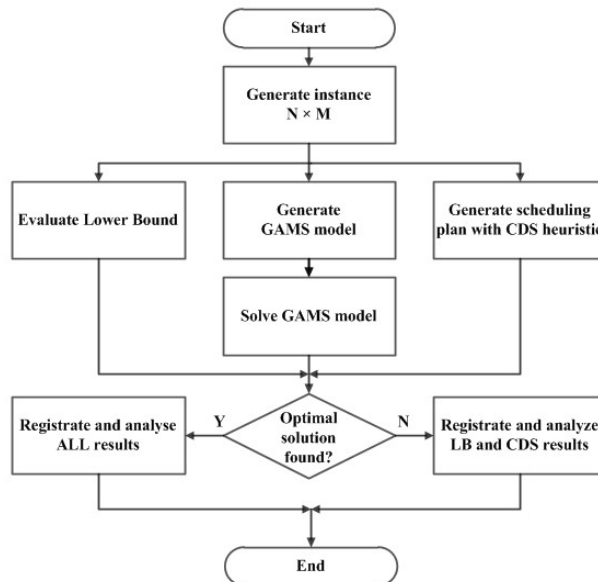 Start
Generate instance
N × M
Evaluate Lower Bound
Generate
GAMS model
Generate scheduling
plan with CDS heuristic
Solve GAMS model
Registrate and analyse
ALL results
Y
Optimal
solution
found?
N
Registrate and analyze
LB and CDS results
End